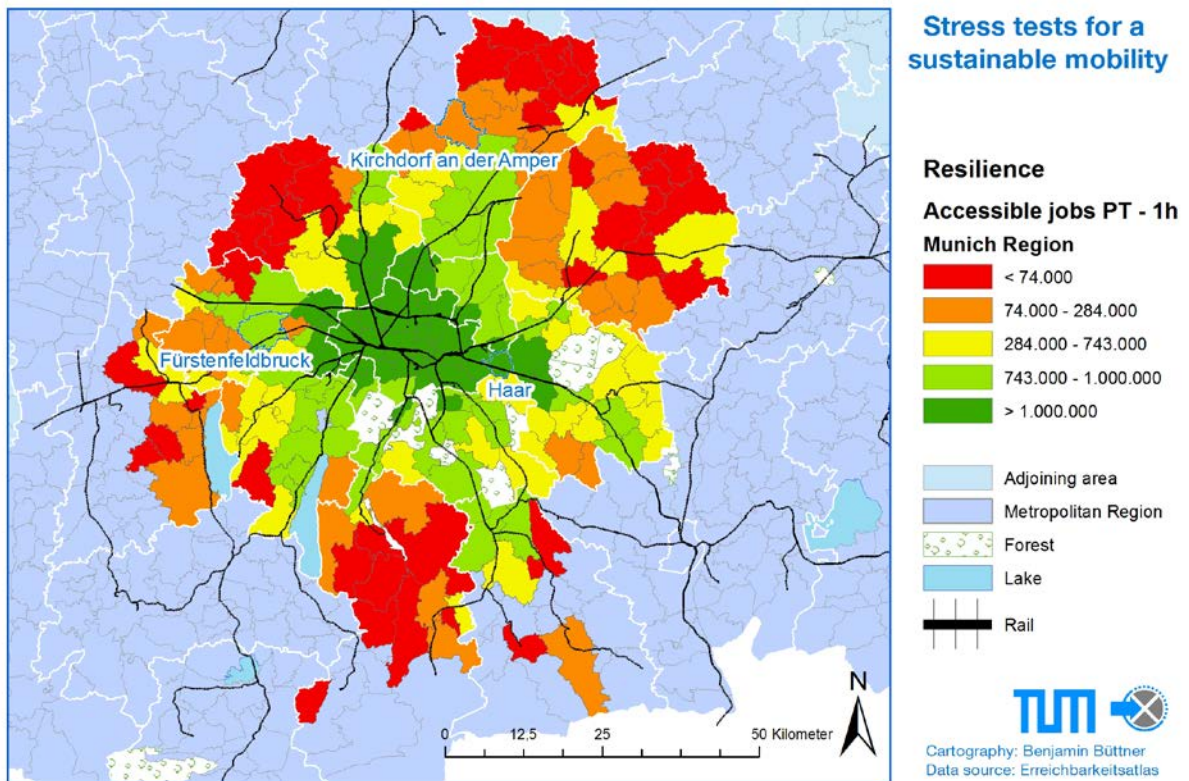 Stress tests for a
sustainable mobility
Resilience
Accessible jobs PT - 1h
Munich Region
< 74.000
74.000 - 284.000
284.000 - 743.000
743.000 - 1.000.000
> 1.000.000
Adjoining area
Metropolitan Region
Forest
Lake
Rail
Kirchdorf an der Amper
Fürstenfeldbruck
Haar
N
0 12,5 25 50 Kilometer
TUM
Cartography: Benjamin Büttner
Data source: Erreichbarkeitsatlas